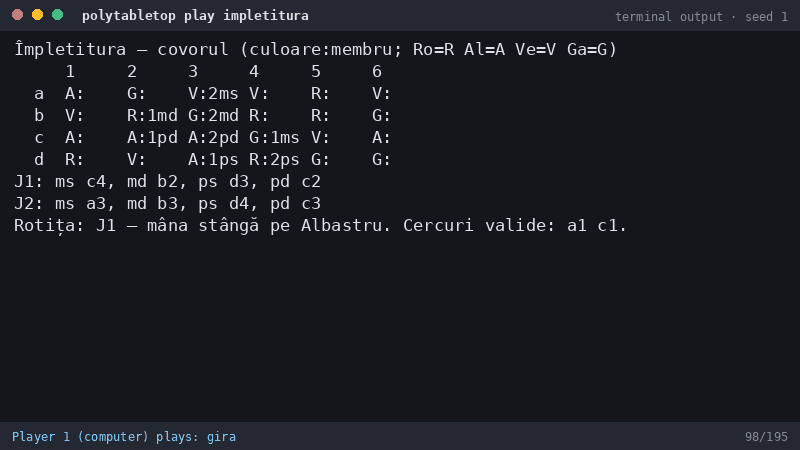 polytabletop play impletitura
terminal output · seed 1
Împletitura — covorul (culoare:membru; Ro=R Al=A Ve=V Ga=G)
1 2 3 4 5 6
a A: G: V:2ms V: R: V:
b V: R:1md G:2md R: R: G:
c A: A:1pd A:2pd G:1ms V: A:
d R: V: A:1ps R:2ps G: G:
J1: ms c4, md b2, ps d3, pd c2
J2: ms a3, md b3, ps d4, pd c3
Rotița: J1 — mâna stângă pe Albastru. Cercuri valide: a1 c1.
Player 1 (computer) plays: gira
98/195